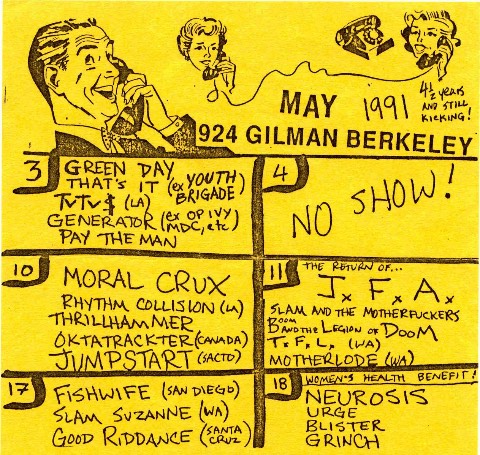 MAY 1991
4½ YEARS
AND STILL
KICKING!
924 GILMAN BERKELEY
3
GREEN DAY
THAT'S IT (EX YOUTH
BRIGADE)
TVTV$ (LA)
GENERATOR (EX OP IVY
MDC, etc)
PAY THE MAN
4
NO SHOW!
10
MORAL CRUX
RHYTHM COLLISION (LA)
THRILLHAMMER
OKTATRACKTER (CANADA)
JUMPSTART (SACTO)
11
THE RETURN OF...
J.F.A.
SLAM AND THE MOTHERFUCKERS
DOOM
B AND THE LEGION OF DOOM
T.F.L. (WA)
MOTHERLODE (WA)
17
FISHWIFE (SAN DIEGO)
SLAM SUZANNE (WA)
GOOD RIDDANCE (SANTA
CRUZ)
18
WOMEN'S HEALTH BENEFIT!
NEUROSIS
URGE
BLISTER
GRINCH